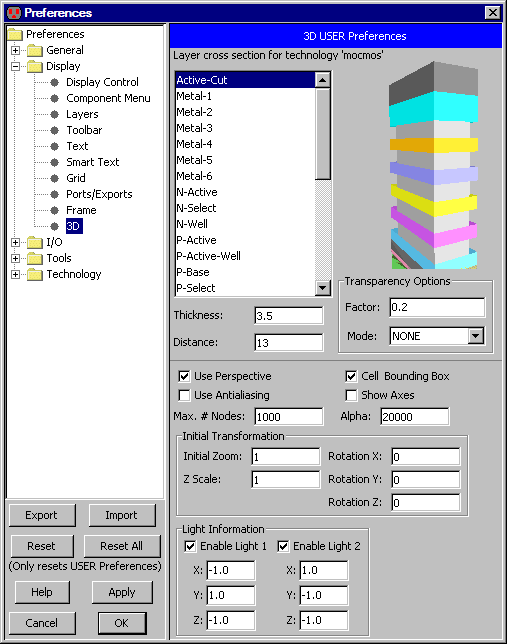 Preferences
Preferences
General
Display
Display Control
Component Menu
Layers
Toolbar
Text
Smart Text
Grid
Ports/Exports
Frame
3D
I/O
Tools
Technology
Export Import
Reset Reset All
(Only resets USER Preferences)
Help Apply
Cancel OK
3D USER Preferences
Layer cross section for technology 'mocmos'
Active-Cut
Metal-1
Metal-2
Metal-3
Metal-4
Metal-5
Metal-6
N-Active
N-Select
N-Well
P-Active
P-Active-Well
P-Base
P-Select
Thickness: 3.5
Distance: 13
Transparency Options
Factor: 0.2
Mode: NONE
Use Perspective Cell Bounding Box
Use Antialiasing Show Axes
Max. # Nodes: 1000 Alpha: 20000
Initial Transformation
Initial Zoom: 1 Rotation X: 0
Z Scale: 1 Rotation Y: 0
Rotation Z: 0
Light Information
Enable Light 1 Enable Light 2
X: -1.0 X: 1.0
Y: 1.0 Y: -1.0
Z: -1.0 Z: -1.0